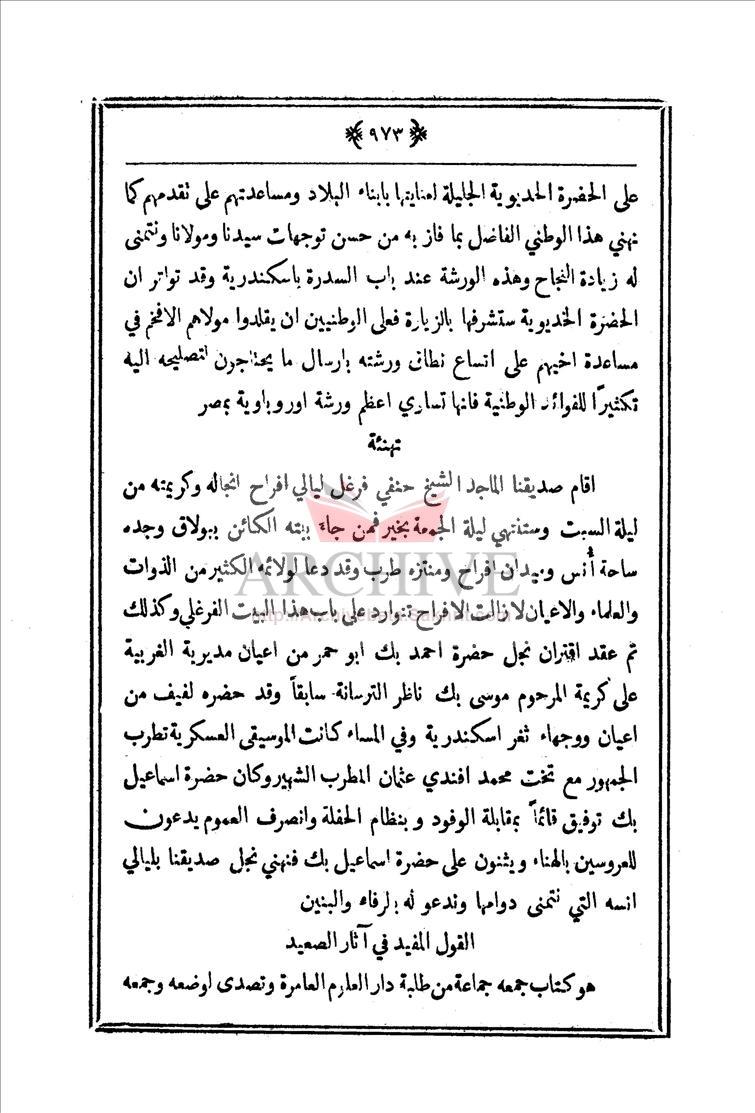 ﴿ ٩٧٣ ﴾
على الحضرة الخديوية الجليلة لعنايتها بابناء البلاد ومساعدتهم على تقدمهم كما
نهني هذا الوطني الفاضل بما فاز به من حسن توجهات سيدنا ومولانا ونتمنى
له زيادة النجاح وهذه الورشة عند باب السدرة باسكندرية وقد تواتر ان
الحضرة الخديوية ستشرفها بالزيارة فعلى الوطنيين ان يقلدوا مولاهم الافخم في
مساعدة اخيهم على اتساع نطاق ورشته بارسال ما يحتاجون لتصليحه اليه
تكثيرًا للفوائد الوطنية فانها تساوي اعظم ورشة اوروباوية بمصر
تهنئة
اقام صديقنا الماجد الشيخ حنفي فرغل ليالي افراح انجاله وكريمته من
ليلة السبت وستنتهي ليلة الجمعة بخير فمن جاء بيته الكائن ببولاق وجده
ساحة أُنس وميدان افراح ومنتزه طرب وقد دعا لولائمه الكثير من الذوات
والعلماء والاعيان لا زالت الافراح تتوارد على باب هذا البيت الفرغلي وكذلك
تم عقد اقتران نجل حضرة احمد بك ابو حمر من اعيان مديرية الغربية
على كريمة المرحوم موسى بك ناظر الترسانة سابقاً وقد حضره لفيف من
اعيان ووجهاء ثغر اسكندرية وفي المساء كانت الموسيقى العسكرية تطرب
الجمهور مع تخت محمد افندي عثمان المطرب الشهير وكان حضرة اسماعيل
بك توفيق قائماً بمقابلة الوفود وبنظام الحفلة وانصرف العموم يدعون
للعروسين بالهناء ويثنون على حضرة اسماعيل بك فنهني نجل صديقنا بليالي
انسه التي نتمنى دوامها وندعو له بالرفاء والبنين
القول المفيد في آثار الصعيد
هو كتاب جمعه جماعة من طلبة دار العلوم العامرة وتصدى لوضعه وجمعه
ARCHIVE